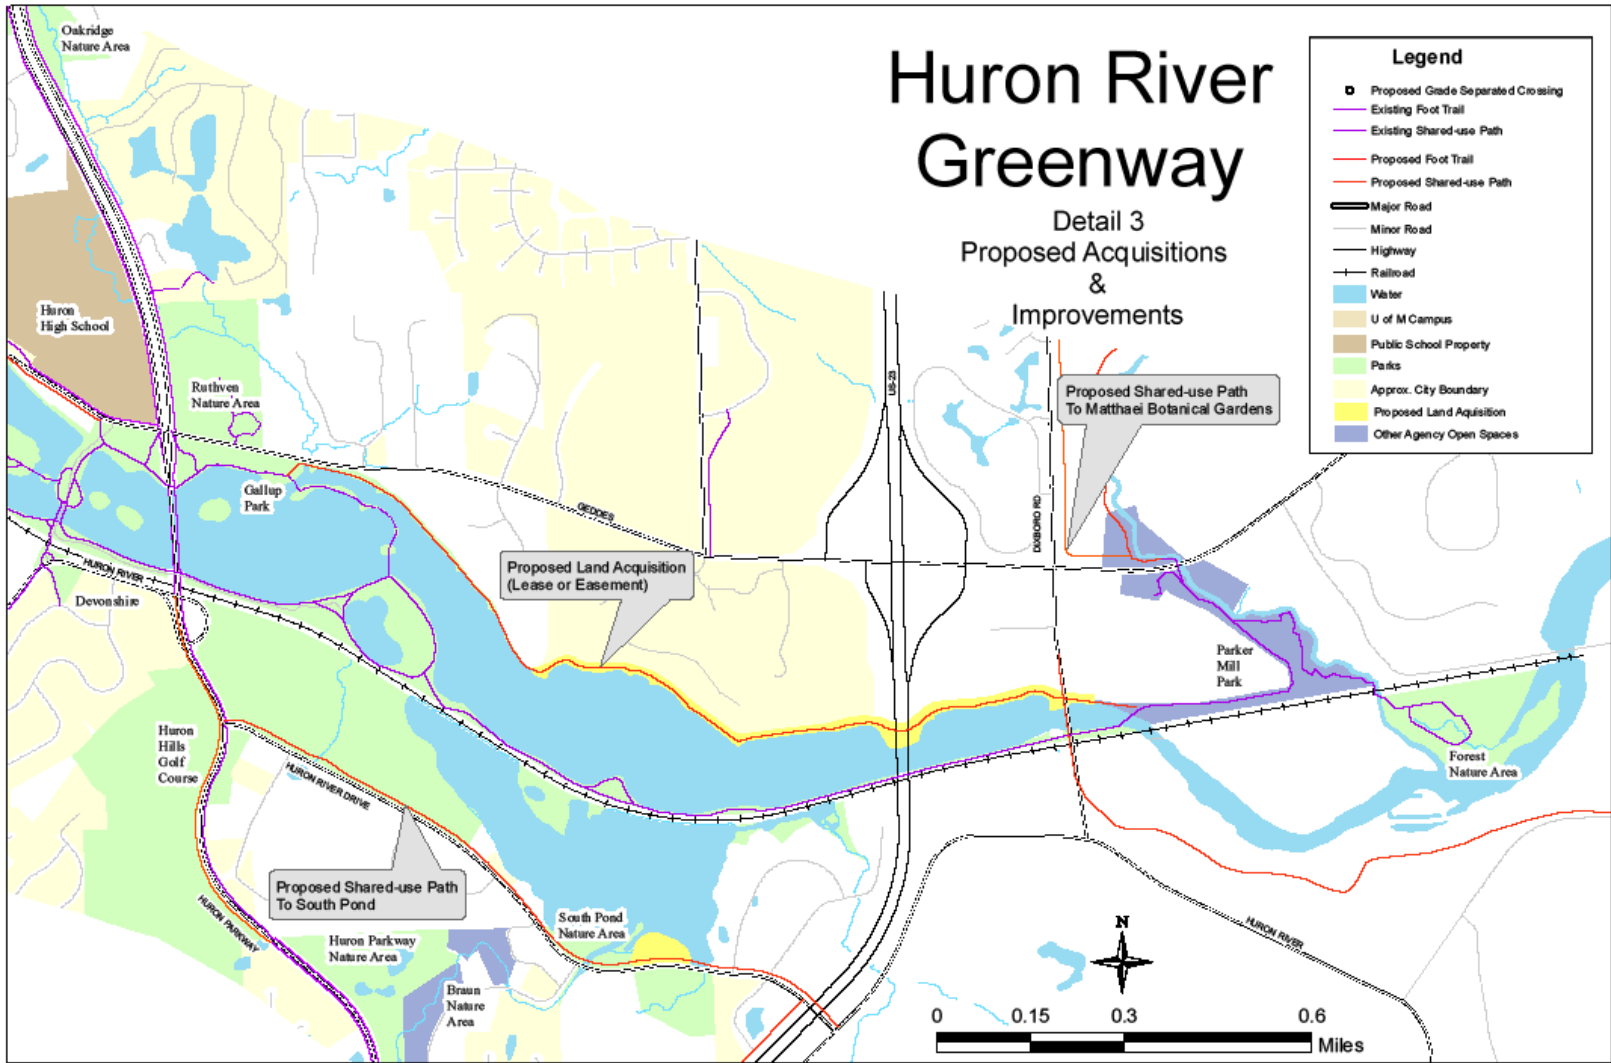 Huron River
Greenway
Detail 3
Proposed Acquisitions
&
Improvements
Legend
Proposed Grade Separated Crossing
Existing Foot Trail
Existing Shared-use Path
Proposed Foot Trail
Proposed Shared-use Path
Major Road
Minor Road
Highway
Railroad
Water
U of M Campus
Public School Property
Parks
Approx. City Boundary
Proposed Land Aquisition
Other Agency Open Spaces
Oakridge
Nature Area
Huron
High School
Ruthven
Nature Area
Gallup
Park
GEDDES
US-23
DIXBORO RD
Proposed Shared-use Path
To Matthaei Botanical Gardens
Proposed Land Acquisition
(Lease or Easement)
HURON RIVER
Devonshire
Parker
Mill
Park
Huron
Hills
Golf
Course
HURON RIVER DRIVE
Forest
Nature Area
Proposed Shared-use Path
To South Pond
HURON PARKWAY
South Pond
Nature Area
Huron Parkway
Nature Area
Braun
Nature
Area
HURON RIVER
N
0 0.15 0.3 0.6
Miles